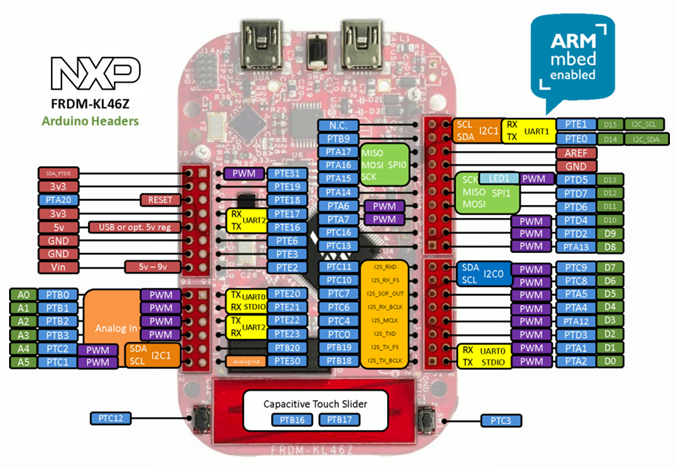 NXP
FRDM-KL46Z
Arduino Headers
ARM
mbed
enabled
J14
N.C.
PTB9
PTA17
PTA16
PTA15
PTA14
PTA6
PTA7
PTC16
PTC13
MISO
MOSI SPI0
SCK
PWM
PWM
SCL
SDA I2C1
RX
TX UART1
PTE1 D15 I2C_SCL
PTE0 D14 I2C_SDA
AREF
GND
SCK LED1 PWM PTD5 D13
MISO SPI1 PTD7 D12
MOSI PTD6 D11
PWM PTD4 D10
PWM PTD2 D9
PWM PTA13 D8
SDA_PTD5
3v3
PTA20 RESET
3v3
5v USB or opt. 5v reg
GND
GND
Vin 5v – 9v
PWM PTE31
PTE19
PTE18
RX PTE17
TX UART2 PTE16
PTE6
PTE3
PTE2
PTC11 I2S_RXD
PTC10 I2S_RX_FS
PTC7 I2S_SOF_OUT
PTC6 I2S_RX_BCLK
PTC4 I2S_MCLK
PTC0 I2S_TXD
PTB19 I2S_TX_FS
PTB18 I2S_TX_BCLK
SDA I2C0 PWM PTC9 D7
SCL PWM PTC8 D6
PWM PTA5 D5
PWM PTA4 D4
PWM PTA12 D3
PWM PTD3 D2
RX UART0 PWM PTA1 D1
TX STDIO PWM PTA2 D0
A0 PTB0 PWM
A1 PTB1 PWM
A2 PTB2 PWM
A3 PTB3 PWM
A4 PTC2 PWM
A5 PTC1 PWM
Analog In
SDA
SCL I2C1
TX UART0 PTE20
RX STDIO PTE21
TX PTE22
RX UART2 PTE23
PTB20
Analog Out PTE30
PTC12
Capacitive Touch Slider
PTB16 PTB17
PTC3
FRDM-KL46Z